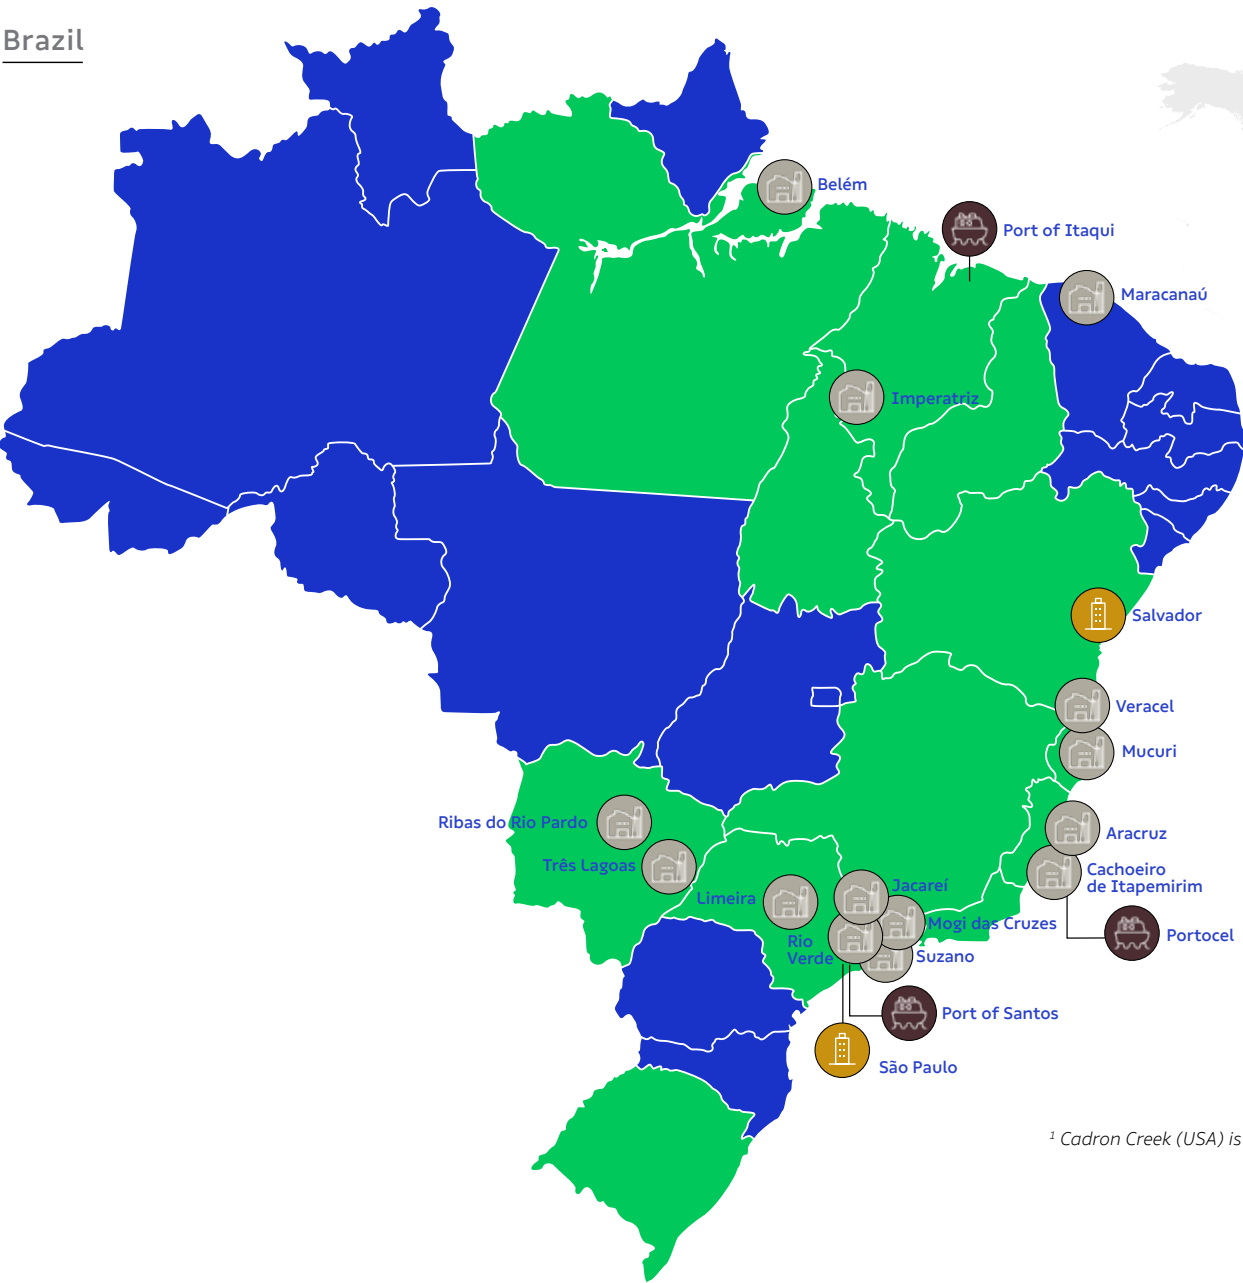 Brazil
Belém
Port of Itaqui
Maracanaú
Imperatriz
Salvador
Veracel
Mucuri
Ribas do Rio Pardo
Aracruz
Três Lagoas
Cachoeiro
de Itapemirim
Jacareí
Limeira
Mogi das Cruzes
Portocel
Rio
Verde
Suzano
Port of Santos
São Paulo
¹ Cadron Creek (USA) is